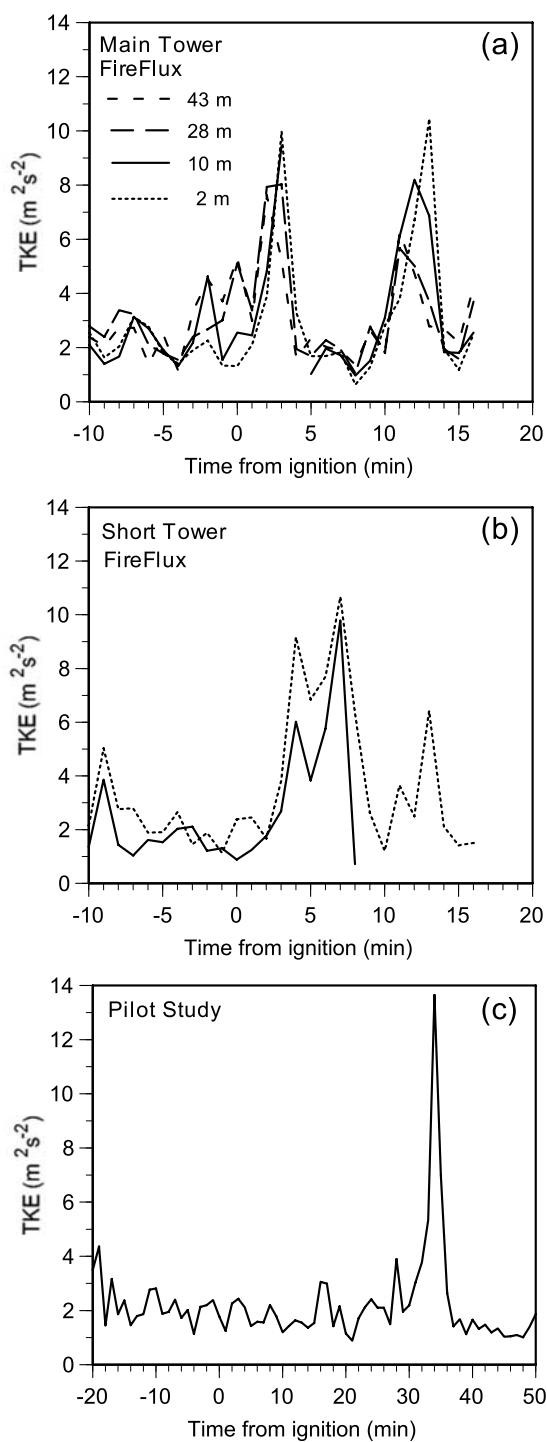 (a)
Main Tower
FireFlux
43 m
28 m
10 m
2 m
14
12
10
8
6
4
2
0
TKE (m²s⁻²)
-10 -5 0 5 10 15 20
Time from ignition (min)
(b)
Short Tower
FireFlux
14
12
10
8
6
4
2
0
TKE (m²s⁻²)
-10 -5 0 5 10 15 20
Time from ignition (min)
(c)
Pilot Study
14
12
10
8
6
4
2
0
TKE (m²s⁻²)
-20 -10 0 10 20 30 40 50
Time from ignition (min)